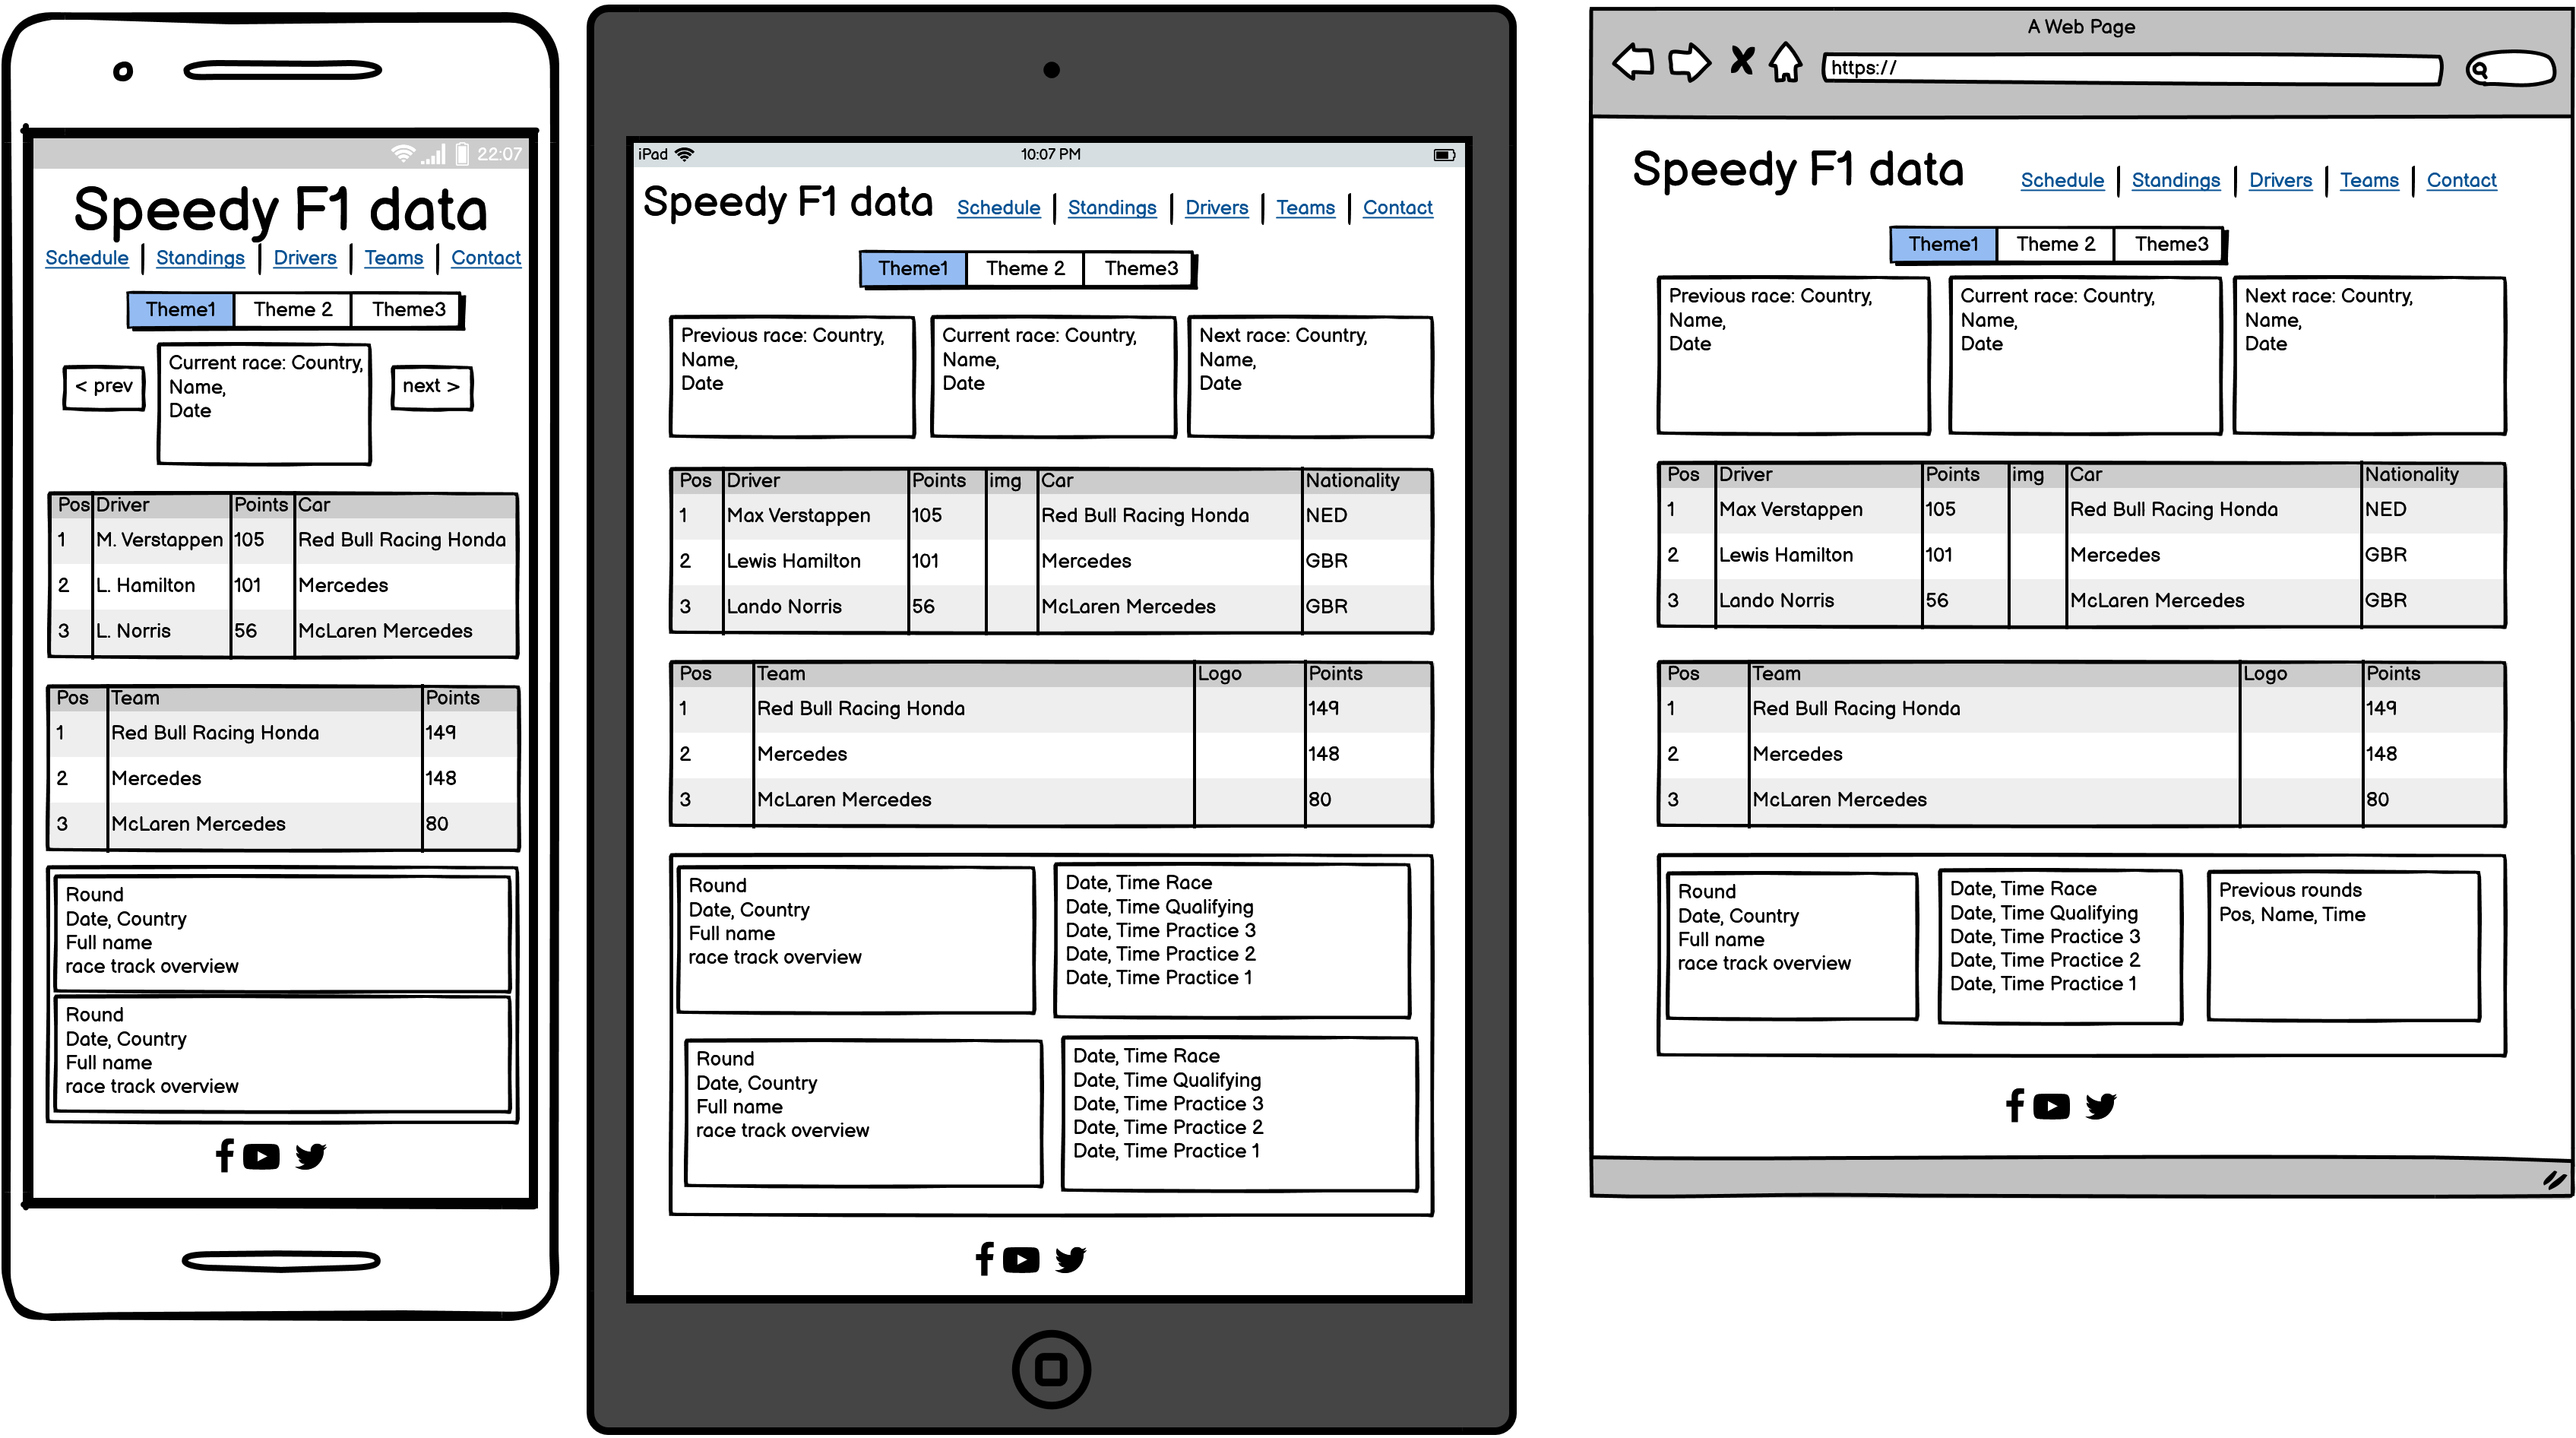 22:07
Speedy F1 data
Schedule | Standings | Drivers | Teams | Contact
Theme1 Theme 2 Theme3
< prev
Current race: Country,
Name,
Date
next >
Pos Driver Points Car
1 M. Verstappen 105 Red Bull Racing Honda
2 L. Hamilton 101 Mercedes
3 L. Norris 56 McLaren Mercedes
Pos Team Points
1 Red Bull Racing Honda 149
2 Mercedes 148
3 McLaren Mercedes 80
Round
Date, Country
Full name
race track overview
Round
Date, Country
Full name
race track overview
iPad 10:07 PM
Speedy F1 data Schedule | Standings | Drivers | Teams | Contact
Theme1 Theme 2 Theme3
Previous race: Country,
Name,
Date
Current race: Country,
Name,
Date
Next race: Country,
Name,
Date
Pos Driver Points img Car Nationality
1 Max Verstappen 105 Red Bull Racing Honda NED
2 Lewis Hamilton 101 Mercedes GBR
3 Lando Norris 56 McLaren Mercedes GBR
Pos Team Logo Points
1 Red Bull Racing Honda 149
2 Mercedes 148
3 McLaren Mercedes 80
Round
Date, Country
Full name
race track overview
Date, Time Race
Date, Time Qualifying
Date, Time Practice 3
Date, Time Practice 2
Date, Time Practice 1
Round
Date, Country
Full name
race track overview
Date, Time Race
Date, Time Qualifying
Date, Time Practice 3
Date, Time Practice 2
Date, Time Practice 1
A Web Page
https://
Speedy F1 data Schedule | Standings | Drivers | Teams | Contact
Theme1 Theme 2 Theme3
Previous race: Country,
Name,
Date
Current race: Country,
Name,
Date
Next race: Country,
Name,
Date
Pos Driver Points img Car Nationality
1 Max Verstappen 105 Red Bull Racing Honda NED
2 Lewis Hamilton 101 Mercedes GBR
3 Lando Norris 56 McLaren Mercedes GBR
Pos Team Logo Points
1 Red Bull Racing Honda 149
2 Mercedes 148
3 McLaren Mercedes 80
Round
Date, Country
Full name
race track overview
Date, Time Race
Date, Time Qualifying
Date, Time Practice 3
Date, Time Practice 2
Date, Time Practice 1
Previous rounds
Pos, Name, Time